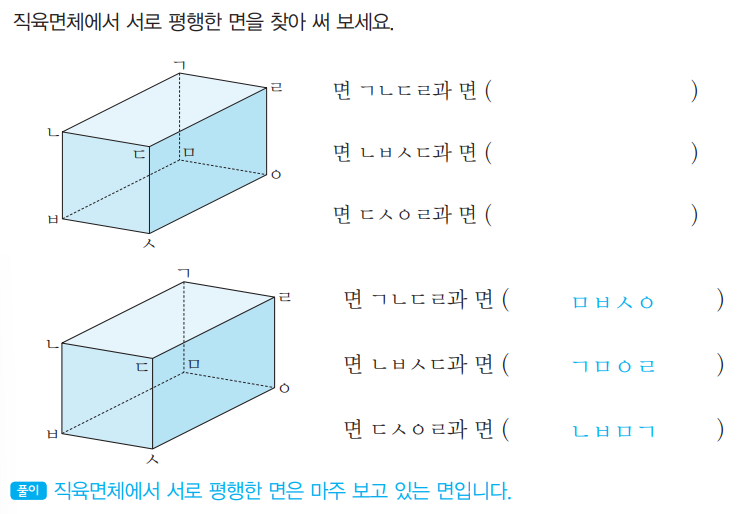 직육면체에서 서로 평행한 면을 찾아 써 보세요.
ㄱ
ㄹ
ㄴ
ㄷ
ㅁ
ㅇ
ㅂ
ㅅ
면 ㄱㄴㄷㄹ과 면 ( )
면 ㄴㅂㅅㄷ과 면 ( )
면 ㄷㅅㅇㄹ과 면 ( )
ㄱ
ㄹ
ㄴ
ㄷ
ㅁ
ㅇ
ㅂ
ㅅ
면 ㄱㄴㄷㄹ과 면 ( ㅁㅂㅅㅇ )
면 ㄴㅂㅅㄷ과 면 ( ㄱㅁㅇㄹ )
면 ㄷㅅㅇㄹ과 면 ( ㄴㅂㅁㄱ )
풀이 직육면체에서 서로 평행한 면은 마주 보고 있는 면입니다.